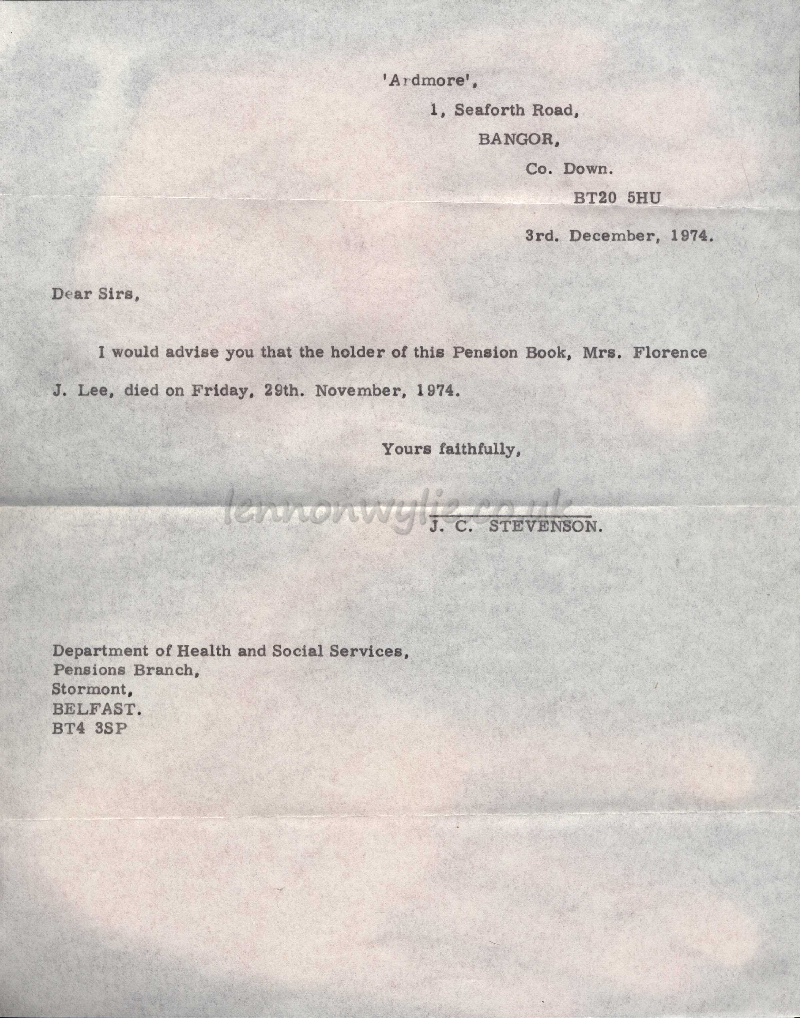 'Ardmore',
1, Seaforth Road,
BANGOR,
Co. Down.
BT20 5HU
3rd. December, 1974.
Dear Sirs,
I would advise you that the holder of this Pension Book, Mrs. Florence
J. Lee, died on Friday, 29th. November, 1974.
Yours faithfully,
lennonwylie.co.uk
J. C. STEVENSON.
Department of Health and Social Services,
Pensions Branch,
Stormont,
BELFAST.
BT4 3SP